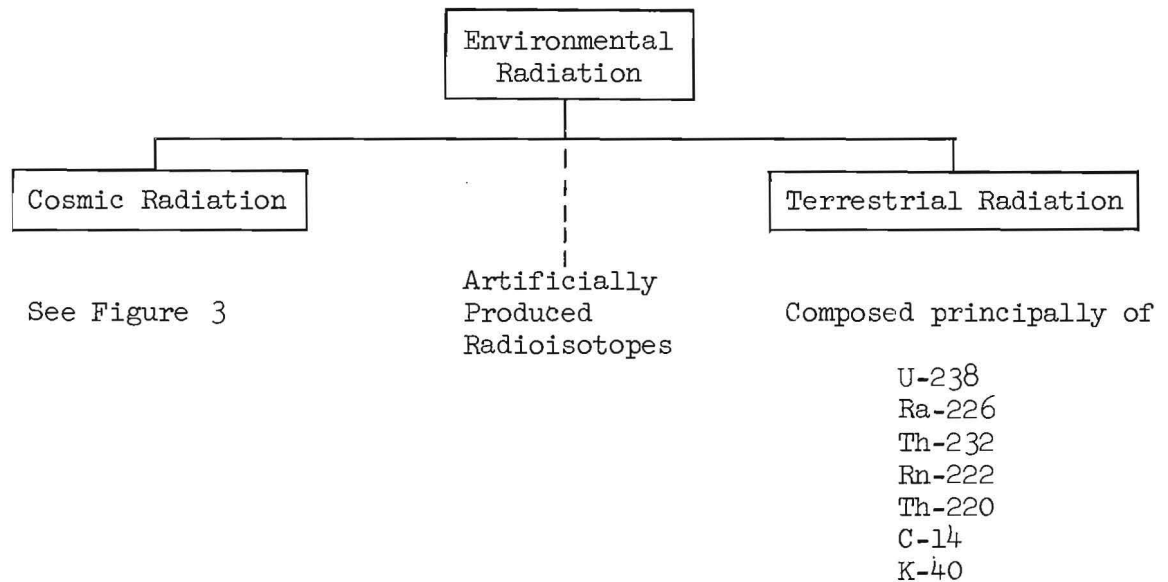 Environmental
Radiation
Cosmic Radiation
Terrestrial Radiation
See Figure 3
Artificially
Produced
Radioisotopes
Composed principally of
U-238
Ra-226
Th-232
Rn-222
Th-220
C-14
K-40